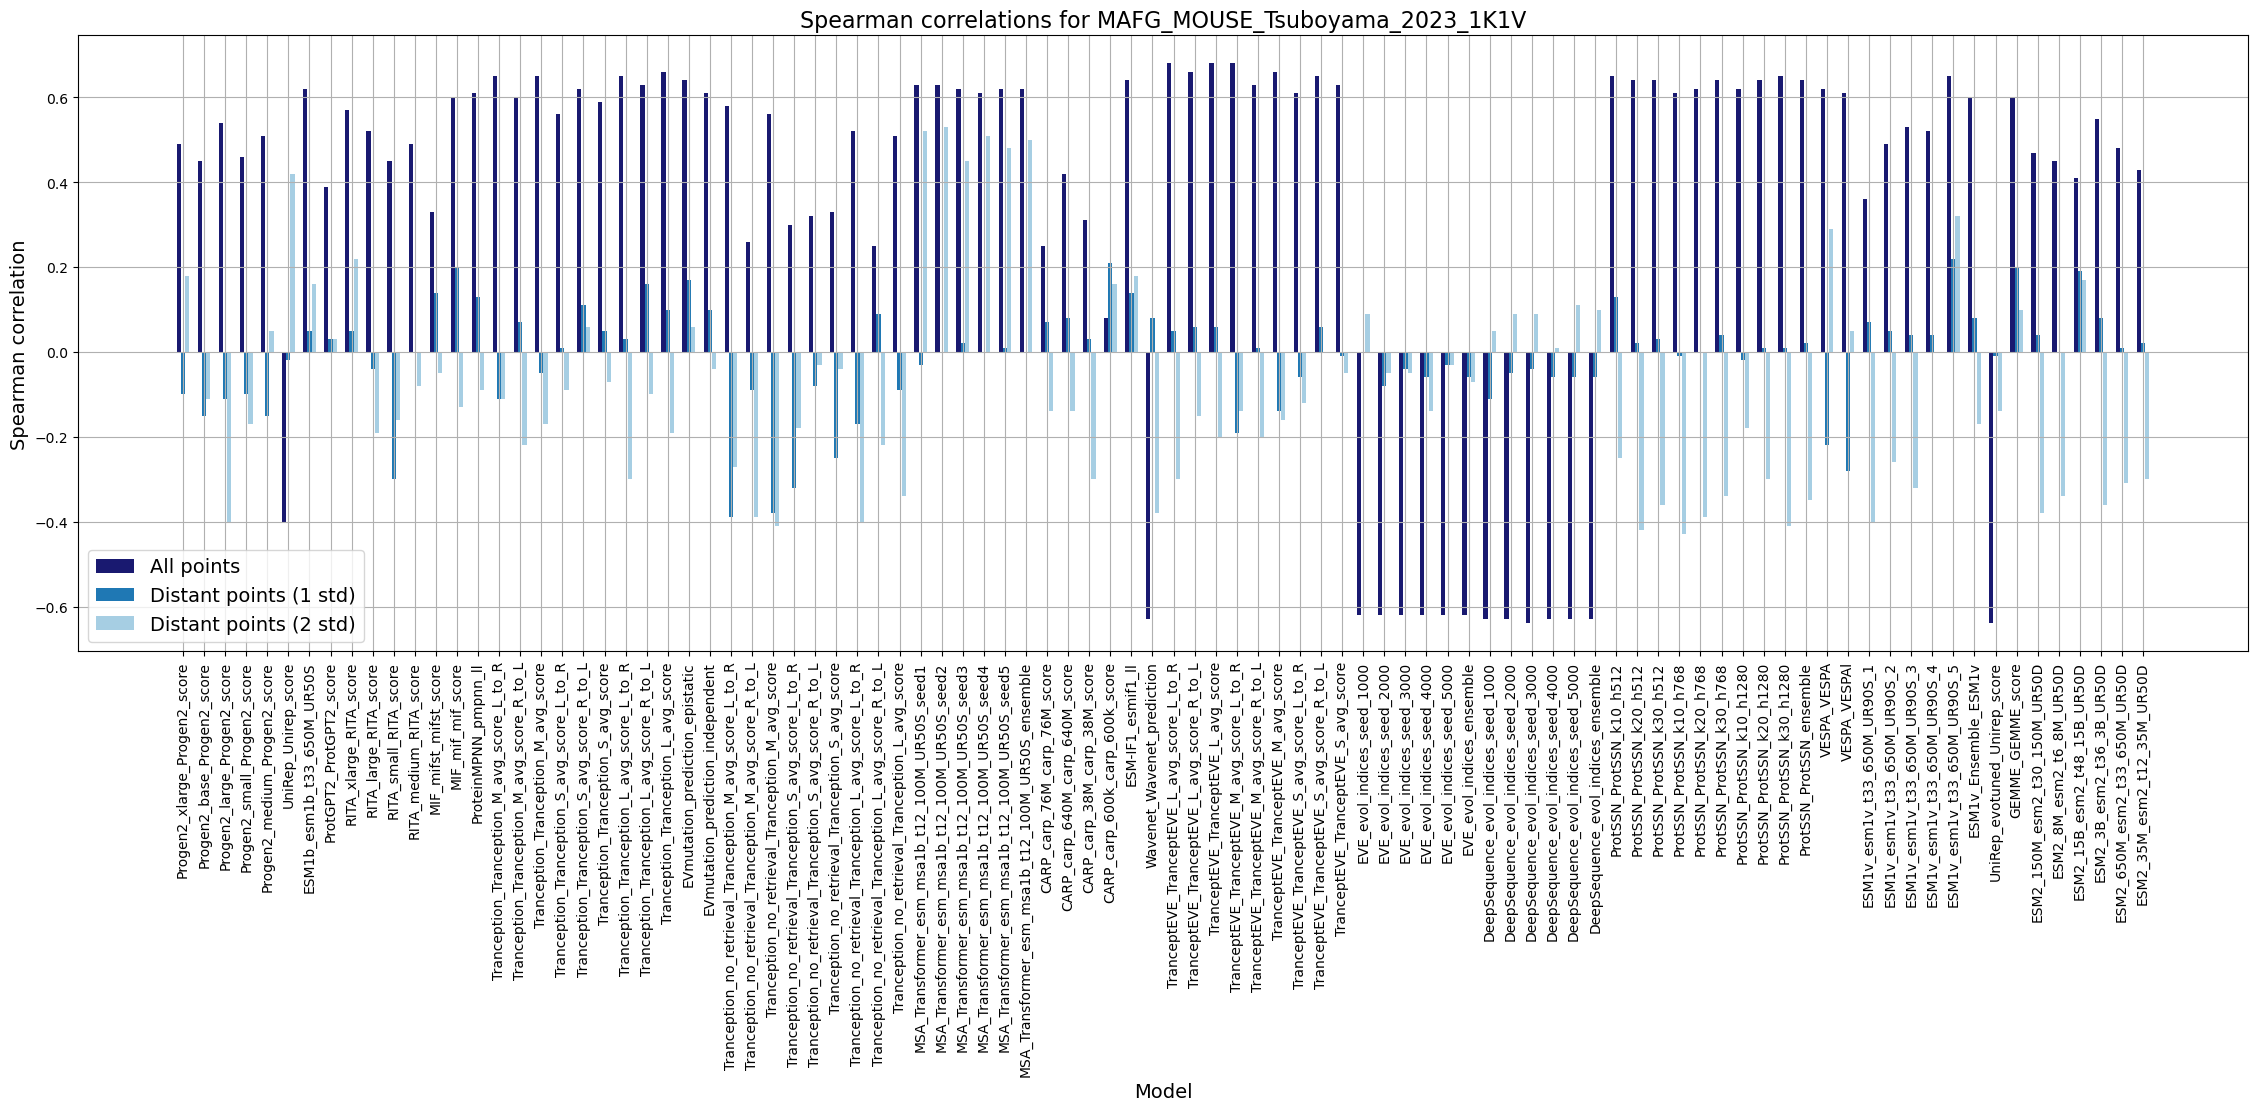 Spearman correlations for MAFG_MOUSE_Tsuboyama_2023_1K1V
Spearman correlation
0.6
0.4
0.2
0.0
−0.2
−0.4
−0.6
All points
Distant points (1 std)
Distant points (2 std)
Progen2_xlarge_Progen2_score
Progen2_base_Progen2_score
Progen2_large_Progen2_score
Progen2_small_Progen2_score
Progen2_medium_Progen2_score
UniRep_Unirep_score
ESM1b_esm1b_t33_650M_UR50S
ProtGPT2_ProtGPT2_score
RITA_xlarge_RITA_score
RITA_large_RITA_score
RITA_small_RITA_score
RITA_medium_RITA_score
MIF_mifst_mifst_score
MIF_mif_mif_score
ProteinMPNN_pmpnn_ll
Tranception_Tranception_M_avg_score_L_to_R
Tranception_Tranception_M_avg_score_R_to_L
Tranception_Tranception_M_avg_score
Tranception_Tranception_S_avg_score_L_to_R
Tranception_Tranception_S_avg_score_R_to_L
Tranception_Tranception_S_avg_score
Tranception_Tranception_L_avg_score_L_to_R
Tranception_Tranception_L_avg_score_R_to_L
Tranception_Tranception_L_avg_score
EVmutation_prediction_epistatic
EVmutation_prediction_independent
Tranception_no_retrieval_Tranception_M_avg_score_L_to_R
Tranception_no_retrieval_Tranception_M_avg_score_R_to_L
Tranception_no_retrieval_Tranception_M_avg_score
Tranception_no_retrieval_Tranception_S_avg_score_L_to_R
Tranception_no_retrieval_Tranception_S_avg_score_R_to_L
Tranception_no_retrieval_Tranception_S_avg_score
Tranception_no_retrieval_Tranception_L_avg_score_L_to_R
Tranception_no_retrieval_Tranception_L_avg_score_R_to_L
Tranception_no_retrieval_Tranception_L_avg_score
MSA_Transformer_esm_msa1b_t12_100M_UR50S_seed1
MSA_Transformer_esm_msa1b_t12_100M_UR50S_seed2
MSA_Transformer_esm_msa1b_t12_100M_UR50S_seed3
MSA_Transformer_esm_msa1b_t12_100M_UR50S_seed4
MSA_Transformer_esm_msa1b_t12_100M_UR50S_seed5
MSA_Transformer_esm_msa1b_t12_100M_UR50S_ensemble
CARP_carp_76M_carp_76M_score
CARP_carp_640M_carp_640M_score
CARP_carp_38M_carp_38M_score
CARP_carp_600k_carp_600k_score
ESM-IF1_esmif1_ll
Wavenet_Wavenet_prediction
TranceptEVE_TranceptEVE_L_avg_score_L_to_R
TranceptEVE_TranceptEVE_L_avg_score_R_to_L
TranceptEVE_TranceptEVE_L_avg_score
TranceptEVE_TranceptEVE_M_avg_score_L_to_R
TranceptEVE_TranceptEVE_M_avg_score_R_to_L
TranceptEVE_TranceptEVE_M_avg_score
TranceptEVE_TranceptEVE_S_avg_score_L_to_R
TranceptEVE_TranceptEVE_S_avg_score_R_to_L
TranceptEVE_TranceptEVE_S_avg_score
EVE_evol_indices_seed_1000
EVE_evol_indices_seed_2000
EVE_evol_indices_seed_3000
EVE_evol_indices_seed_4000
EVE_evol_indices_seed_5000
EVE_evol_indices_ensemble
DeepSequence_evol_indices_seed_1000
DeepSequence_evol_indices_seed_2000
DeepSequence_evol_indices_seed_3000
DeepSequence_evol_indices_seed_4000
DeepSequence_evol_indices_seed_5000
DeepSequence_evol_indices_ensemble
ProtSSN_ProtSSN_k10_h512
ProtSSN_ProtSSN_k20_h512
ProtSSN_ProtSSN_k30_h512
ProtSSN_ProtSSN_k10_h768
ProtSSN_ProtSSN_k20_h768
ProtSSN_ProtSSN_k30_h768
ProtSSN_ProtSSN_k10_h1280
ProtSSN_ProtSSN_k20_h1280
ProtSSN_ProtSSN_k30_h1280
ProtSSN_ProtSSN_ensemble
VESPA_VESPA
VESPA_VESPAl
ESM1v_esm1v_t33_650M_UR90S_1
ESM1v_esm1v_t33_650M_UR90S_2
ESM1v_esm1v_t33_650M_UR90S_3
ESM1v_esm1v_t33_650M_UR90S_4
ESM1v_esm1v_t33_650M_UR90S_5
ESM1v_Ensemble_ESM1v
UniRep_evotuned_Unirep_score
GEMME_GEMME_score
ESM2_150M_esm2_t30_150M_UR50D
ESM2_8M_esm2_t6_8M_UR50D
ESM2_15B_esm2_t48_15B_UR50D
ESM2_3B_esm2_t36_3B_UR50D
ESM2_650M_esm2_t33_650M_UR50D
ESM2_35M_esm2_t12_35M_UR50D
Model